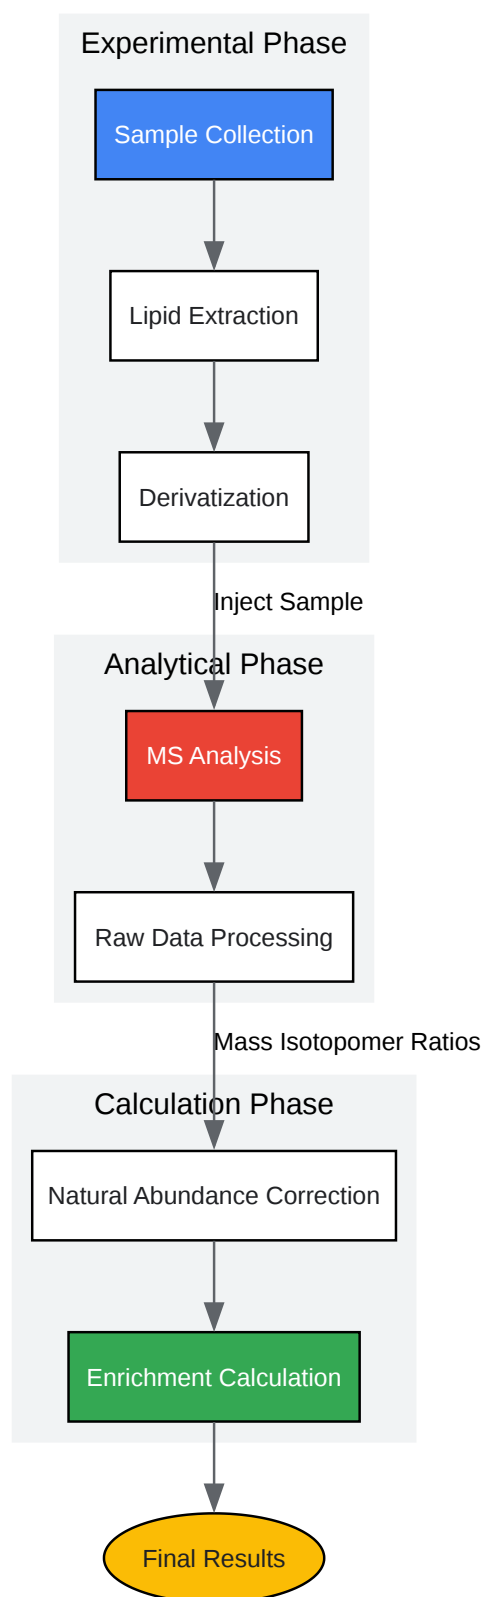 Experimental Phase
Sample Collection
Lipid Extraction
Derivatization
Inject Sample
Analytical Phase
MS Analysis
Raw Data Processing
Mass Isotopomer Ratios
Calculation Phase
Natural Abundance Correction
Enrichment Calculation
Final Results